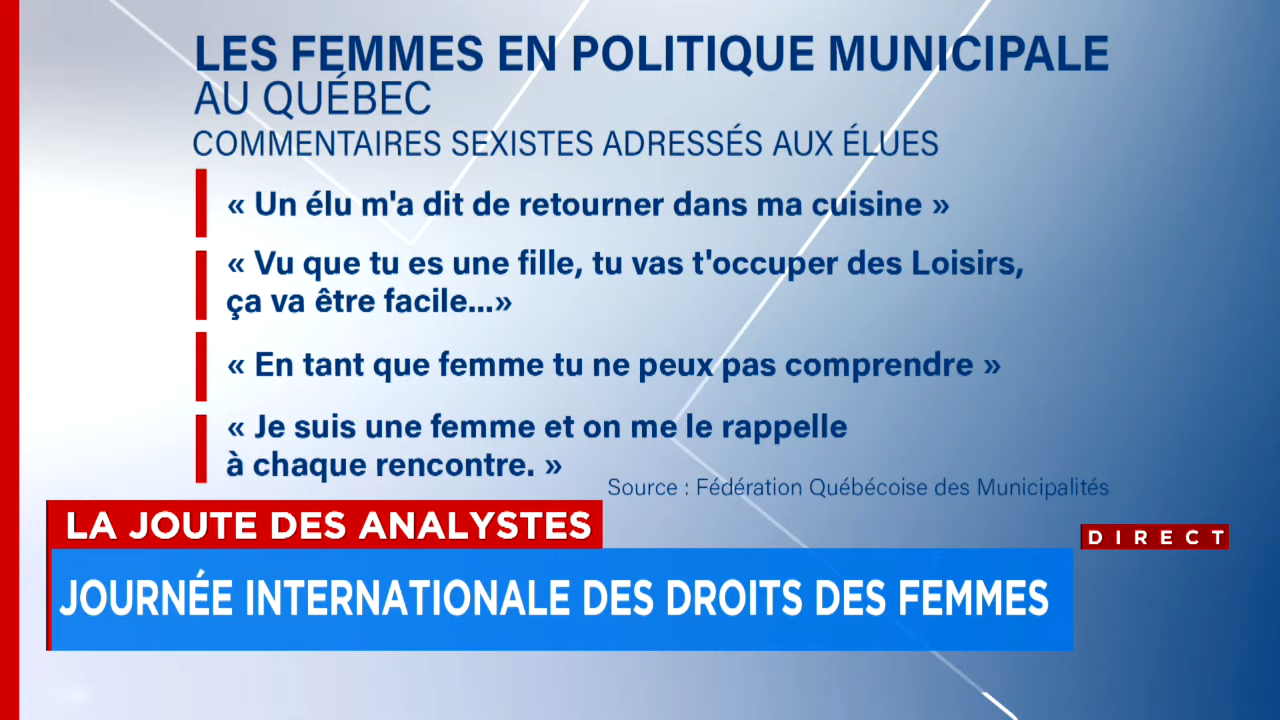 LES FEMMES EN POLITIQUE MUNICIPALE
AU QUÉBEC
COMMENTAIRES SEXISTES ADRESSÉS AUX ÉLUES
« Un élu m'a dit de retourner dans ma cuisine »
« Vu que tu es une fille, tu vas t'occuper des Loisirs,
ça va être facile...»
« En tant que femme tu ne peux pas comprendre »
« Je suis une femme et on me le rappelle
à chaque rencontre. »
Source : Fédération Québécoise des Municipalités
LA JOUTE DES ANALYSTES
DIRECT
JOURNÉE INTERNATIONALE DES DROITS DES FEMMES